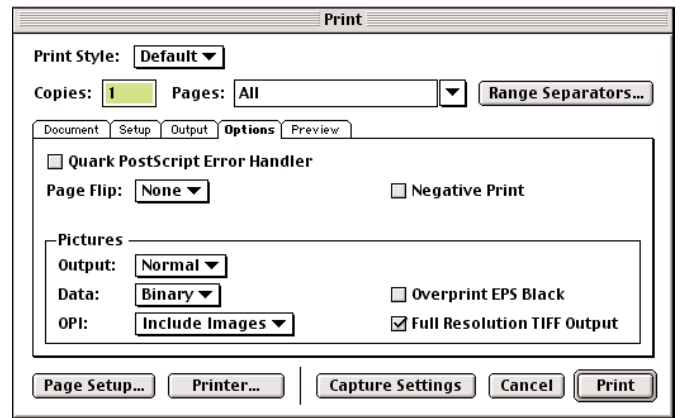 Print
Print Style: Default
Copies: 1 Pages: All Range Separators...
Document Setup Output Options Preview
Quark PostScript Error Handler
Page Flip: None Negative Print
Pictures
Output: Normal
Data: Binary Overprint EPS Black
OPI: Include Images Full Resolution TIFF Output
Page Setup... Printer... Capture Settings Cancel Print